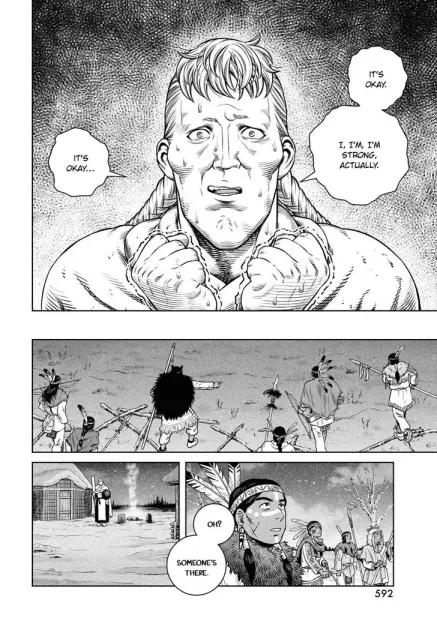 IT'S
OKAY.
I, I'M, I'M
STRONG,
ACTUALLY.
IT'S
OKAY...
OH?
SOMEONE'S
THERE.
592